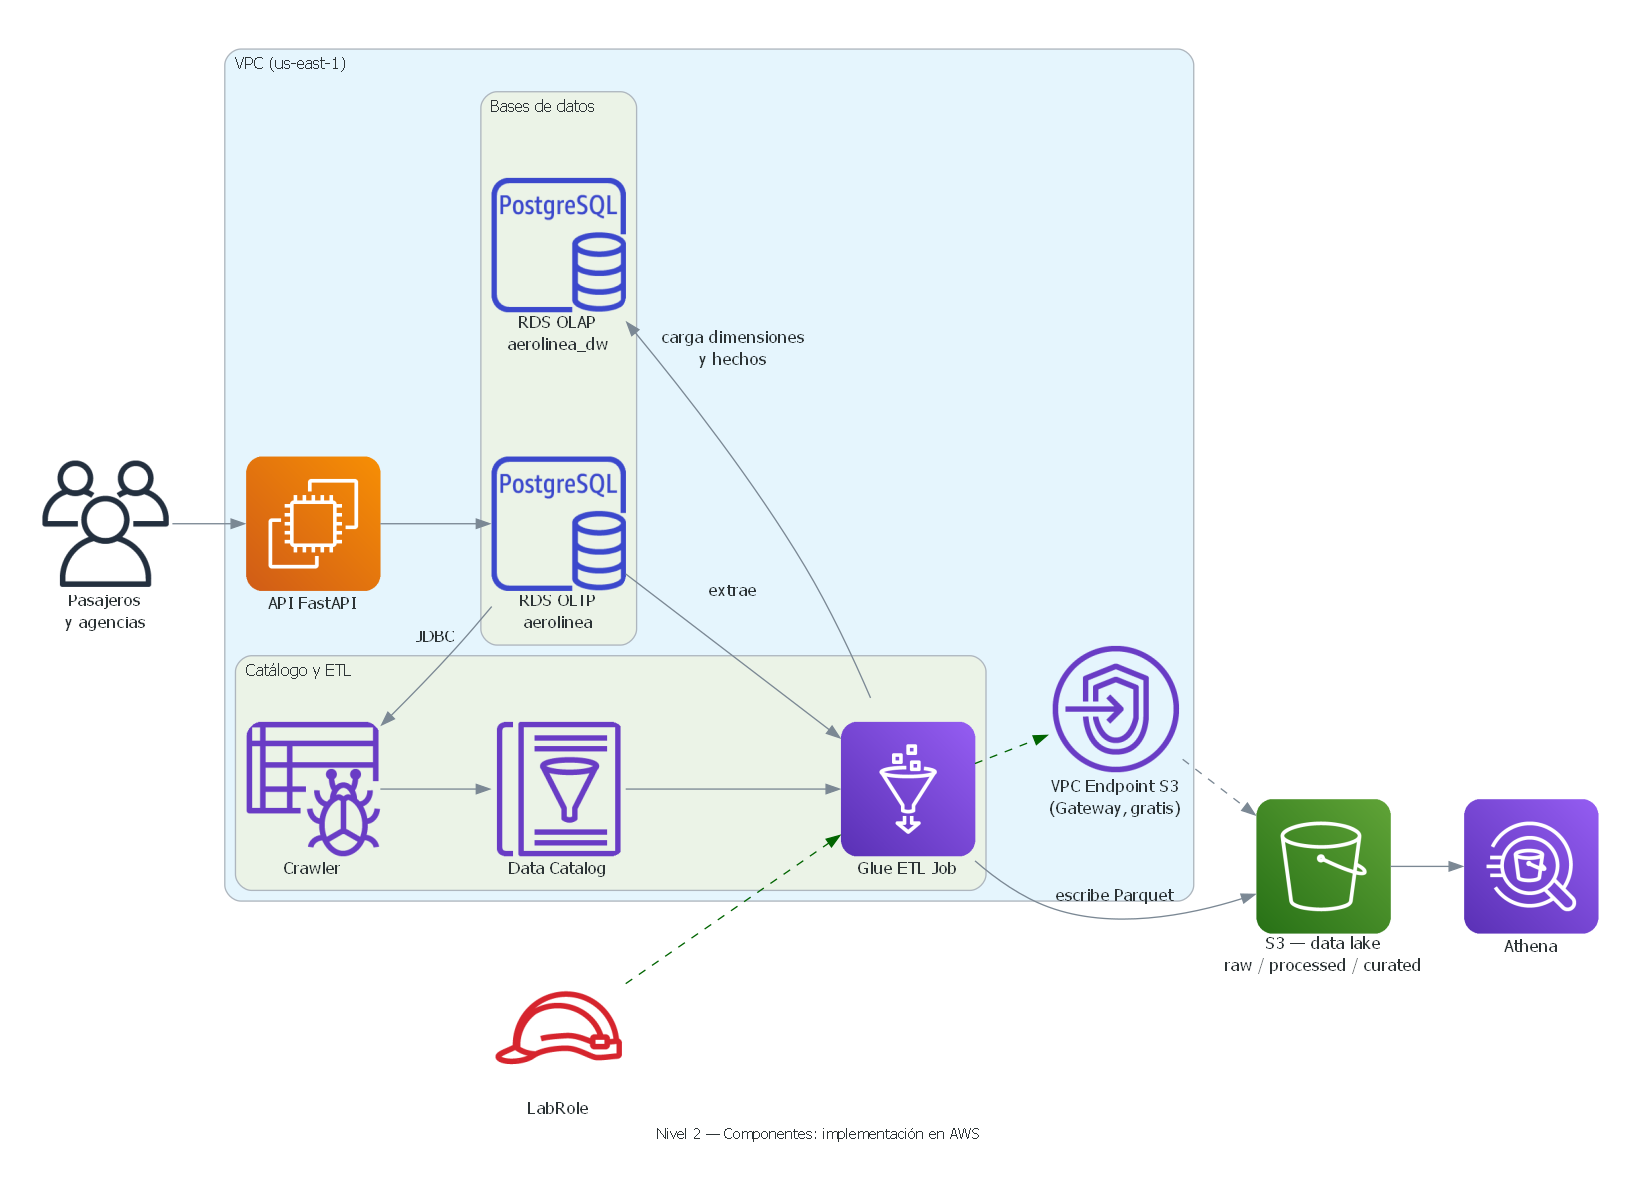 VPC (us-east-1)
Bases de datos
PostgreSQL
RDS OLAP
aerolinea_dw
carga dimensiones
y hechos
PostgreSQL
RDS OLTP
aerolinea
extrae
JDBC
Pasajeros
y agencias
API FastAPI
Catálogo y ETL
Crawler
Data Catalog
Glue ETL Job
VPC Endpoint S3
(Gateway, gratis)
escribe Parquet
S3 — data lake
raw / processed / curated
Athena
LabRole
Nivel 2 — Componentes: implementación en AWS